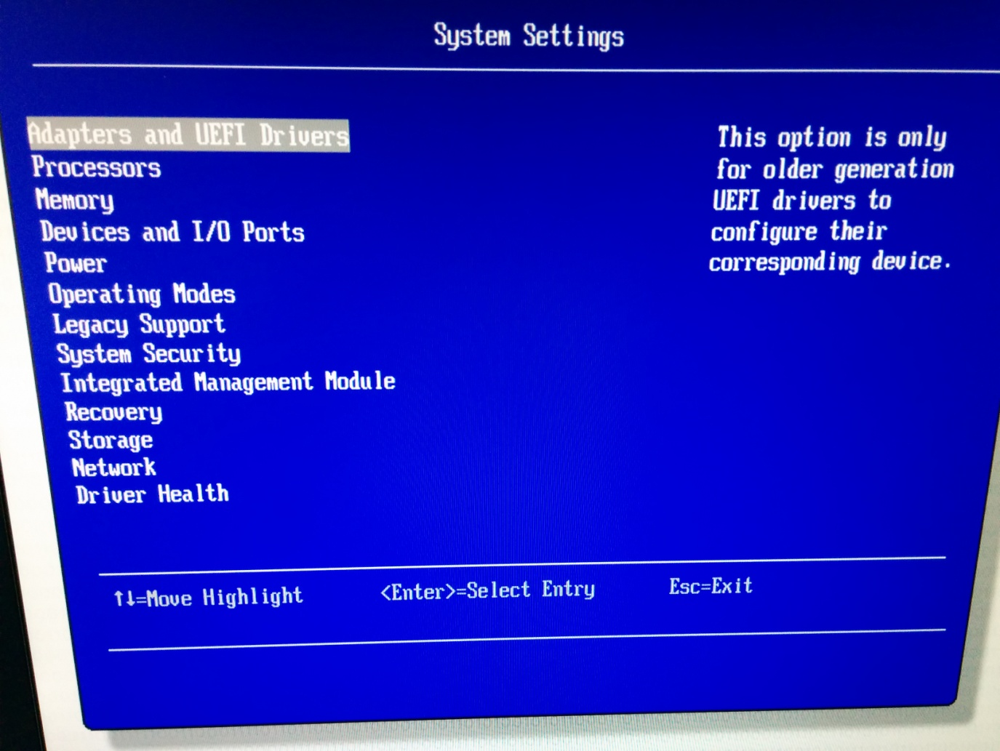 System Settings
Adapters and UEFI Drivers
Processors
Memory
Devices and I/O Ports
Power
Operating Modes
Legacy Support
System Security
Integrated Management Module
Recovery
Storage
Network
Driver Health
This option is only
for older generation
UEFI drivers to
configure their
corresponding device.
↑↓=Move Highlight
<Enter>=Select Entry
Esc=Exit